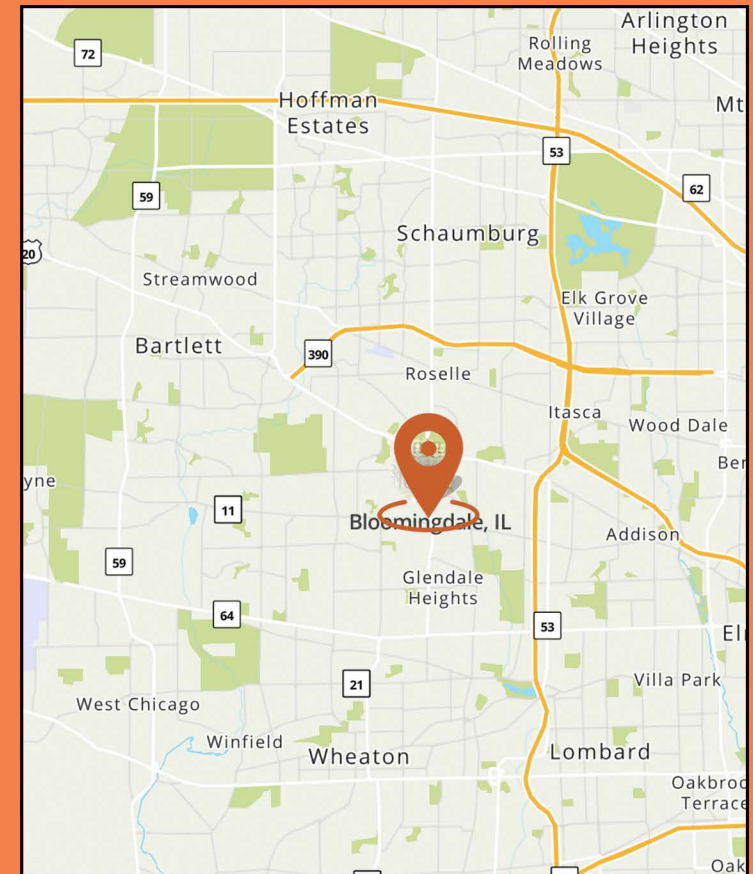 Arlington
Heights
Rolling
Meadows
72
Hoffman
Estates
Mt
53
62
59
Schaumburg
20
Streamwood
Elk Grove
Village
Bartlett
390
Roselle
Itasca
Wood Dale
Ber
yne
11
Bloomingdale, IL
Addison
59
Glendale
Heights
64
53
El
21
Villa Park
West Chicago
Winfield
Wheaton
Lombard
Oakbroo
Terrace
Oak